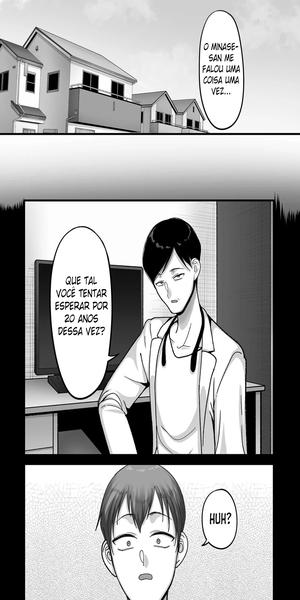 O MINASE-
SAN ME
FALOU UMA
COISA UMA
VEZ...
QUE TAL
VOCÊ TENTAR
ESPERAR POR
20 ANOS
DESSA VEZ?
HUH?